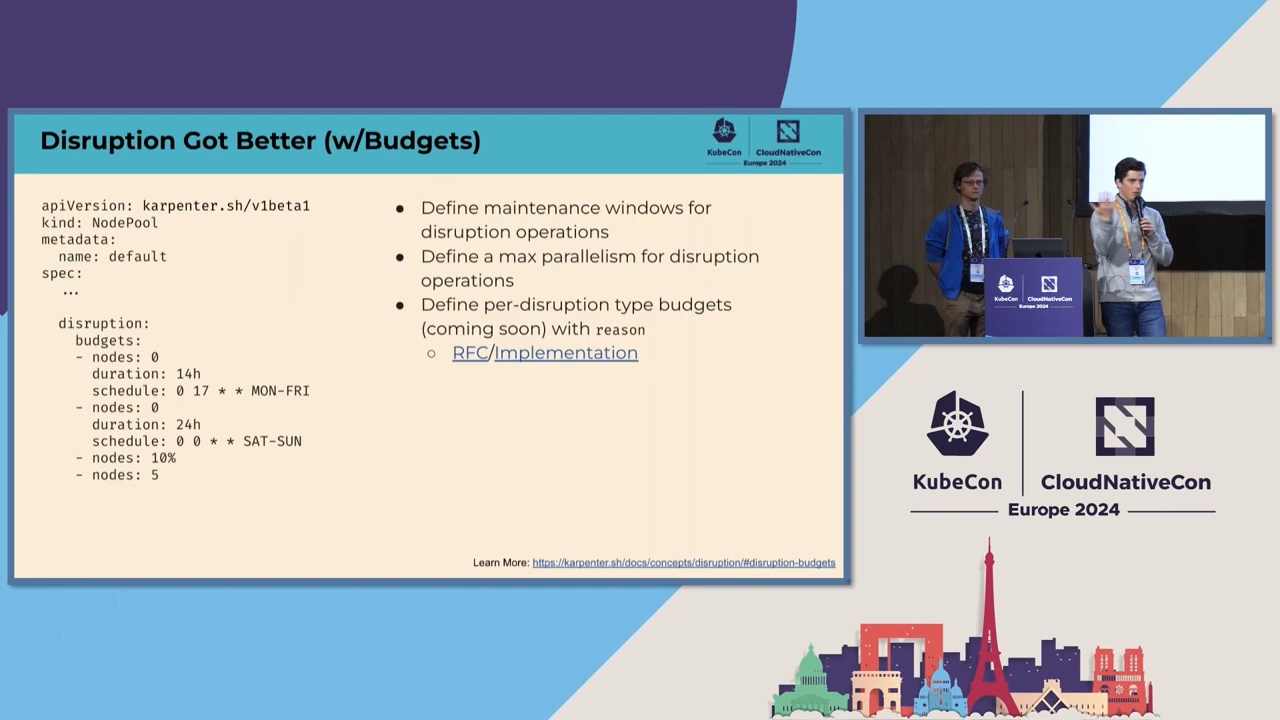 Disruption Got Better (w/Budgets)
KubeCon
CloudNativeCon
Europe 2024
apiVersion: karpenter.sh/v1beta1
kind: NodePool
metadata:
name: default
spec:
...
disruption:
budgets:
- nodes: 0
duration: 14h
schedule: 0 17 * * MON-FRI
- nodes: 0
duration: 24h
schedule: 0 0 * * SAT-SUN
- nodes: 10%
- nodes: 5
● Define maintenance windows for
disruption operations
● Define a max parallelism for disruption
operations
● Define per-disruption type budgets
(coming soon) with reason
○ RFC/Implementation
Learn More: https://karpenter.sh/docs/concepts/disruption/#disruption-budgets
KubeCon
CloudNativeCon
Europe 2024
KubeCon
CloudNativeCon
Europe 2024